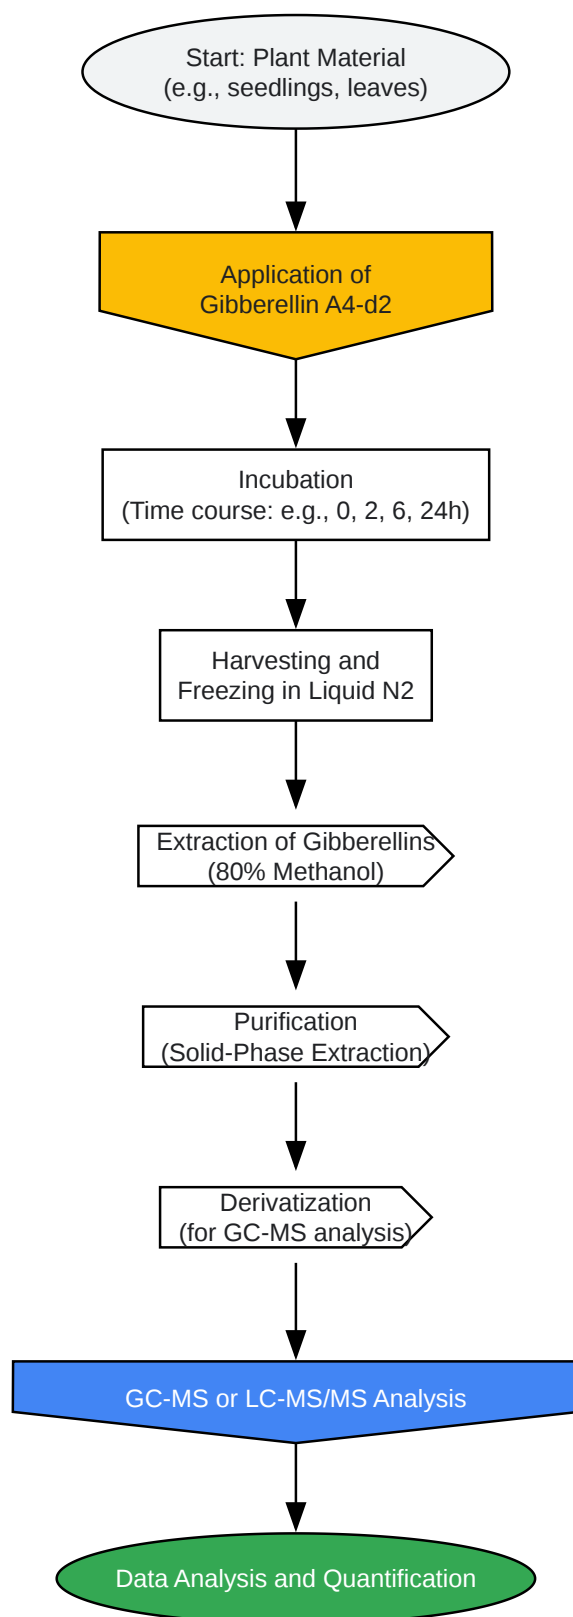 Start: Plant Material
(e.g., seedlings, leaves)
Application of
Gibberellin A4-d2
Incubation
(Time course: e.g., 0, 2, 6, 24h)
Harvesting and
Freezing in Liquid N2
Extraction of Gibberellins
(80% Methanol)
Purification
(Solid-Phase Extraction)
Derivatization
(for GC-MS analysis)
GC-MS or LC-MS/MS Analysis
Data Analysis and Quantification